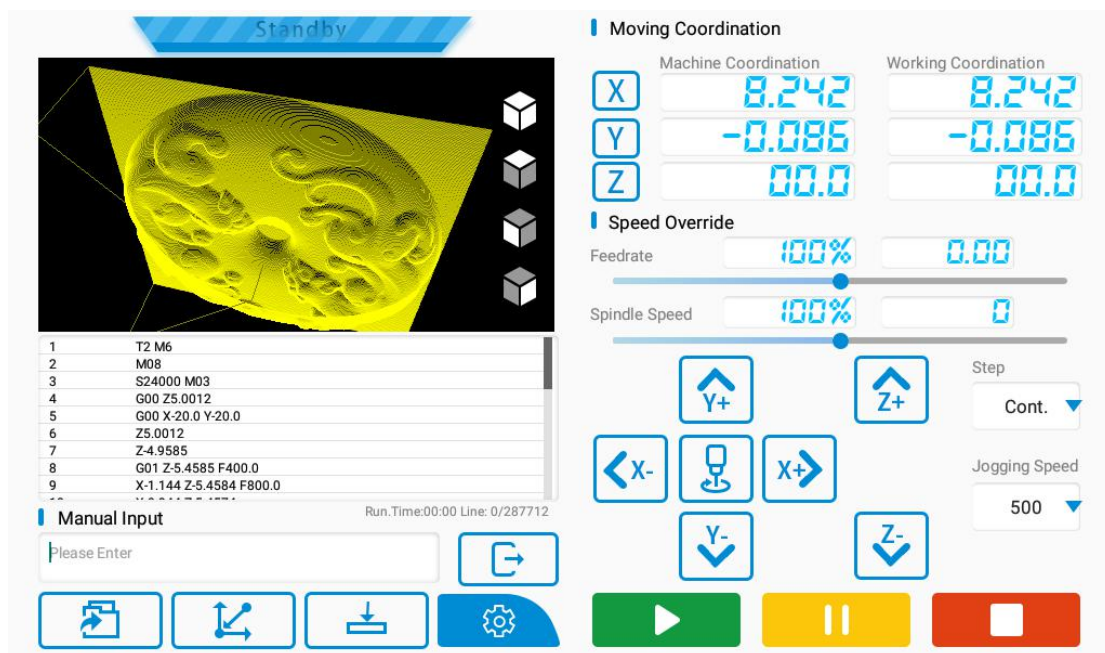 Standby
Moving Coordination
Machine Coordination Working Coordination
X 8.242 8.242
Y -0.086 -0.086
Z 00.0 00.0
Speed Override
Feedrate 100% 0.00
Spindle Speed 100% 0
1 T2 M6
2 M08
3 S24000 M03
4 G00 Z5.0012
5 G00 X-20.0 Y-20.0
6 Z5.0012
7 Z-4.9585
8 G01 Z-5.4585 F400.0
9 X-1.144 Z-5.4584 F800.0
Manual Input
Run.Time:00:00 Line: 0/287712
Please Enter
Y+
Z+
Step
Cont.
X-
X+
Jogging Speed
500
Y-
Z-